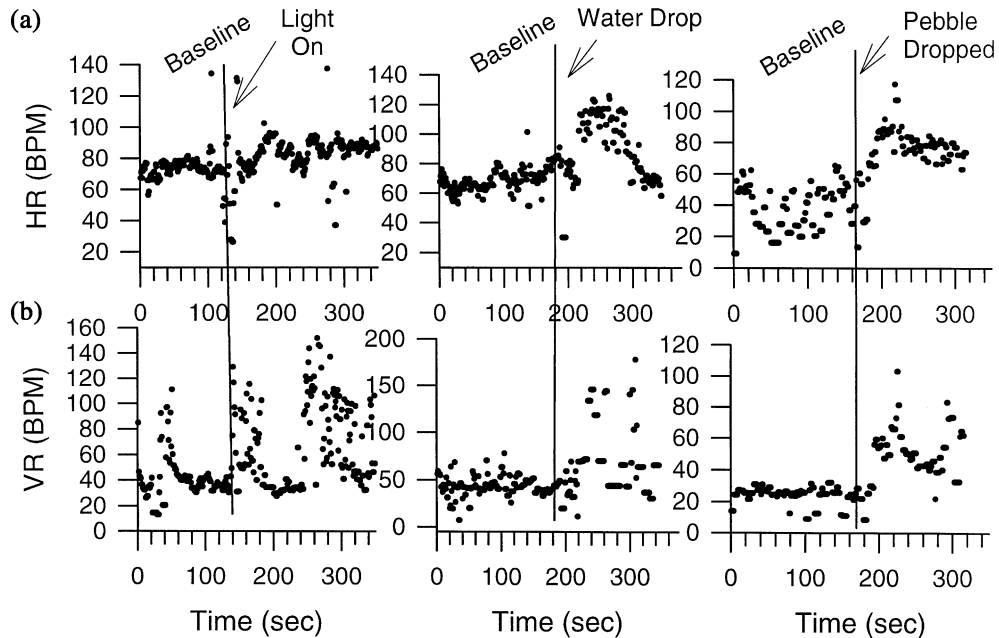 (a)
Baseline
Light
On
Baseline
Water Drop
Baseline
Pebble
Dropped
HR (BPM)
140
120
100
80
60
40
20
0 100 200 300
140
120
100
80
60
40
20
0 100 200 300
120
100
80
60
40
20
0
0 100 200 300
(b)
VR (BPM)
160
140
120
100
80
60
40
20
0
0 100 200 300
Time (sec)
200
150
100
50
0
0 100 200 300
Time (sec)
120
100
80
60
40
20
0
0 100 200 300
Time (sec)